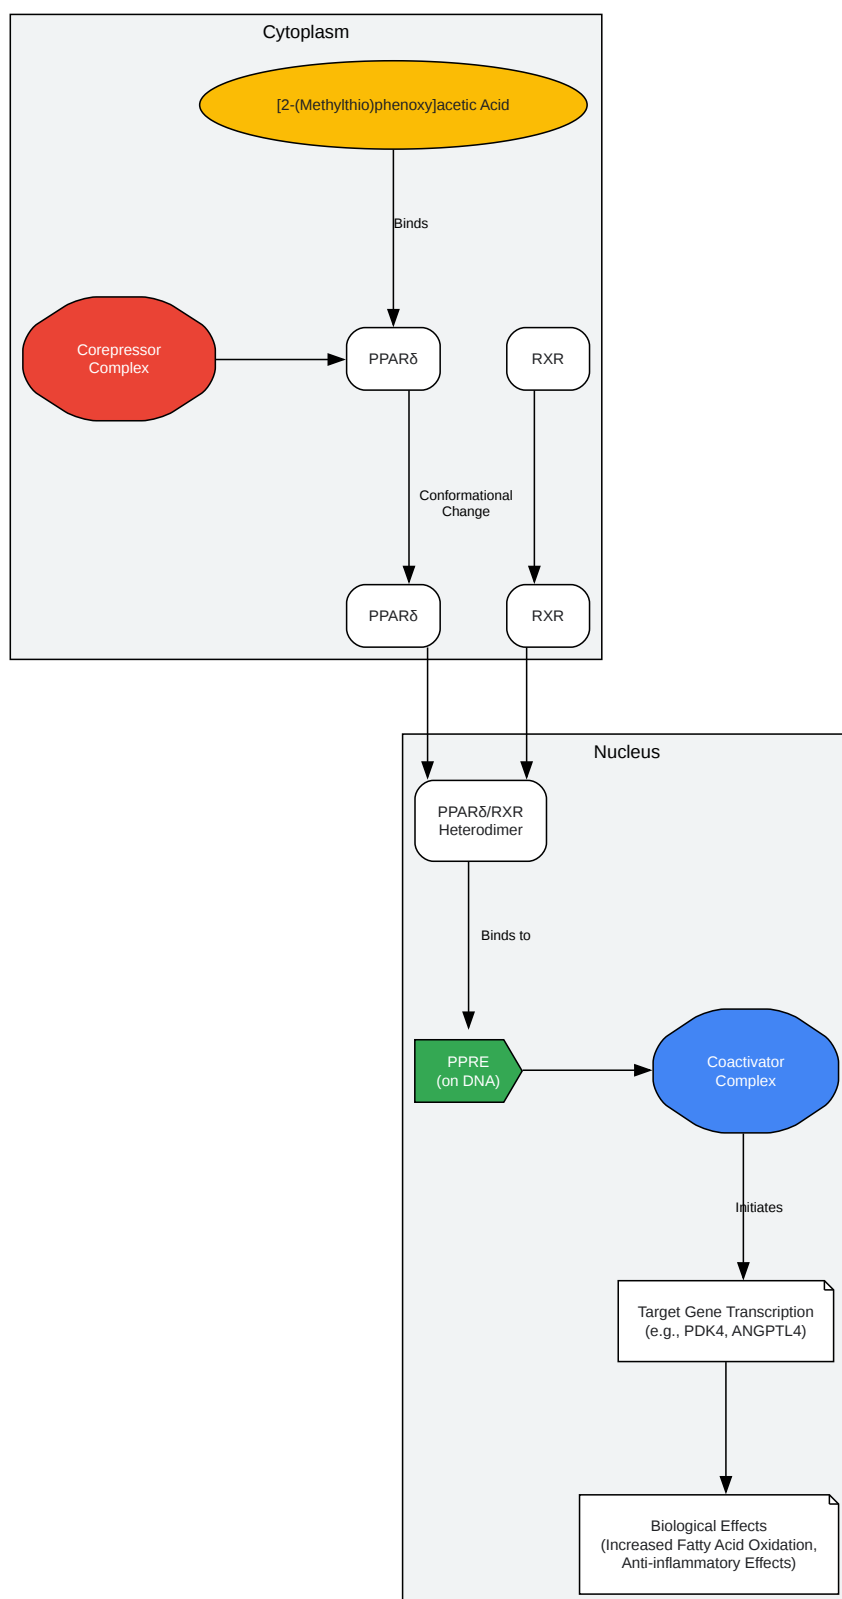 Cytoplasm
[2-(Methylthio)phenoxy]acetic Acid
Binds
Corepressor
Complex
PPARδ
RXR
Conformational
Change
PPARδ
RXR
Nucleus
PPARδ/RXR
Heterodimer
Binds to
PPRE
(on DNA)
Coactivator
Complex
Initiates
Target Gene Transcription
(e.g., PDK4, ANGPTL4)
Biological Effects
(Increased Fatty Acid Oxidation,
Anti-inflammatory Effects)